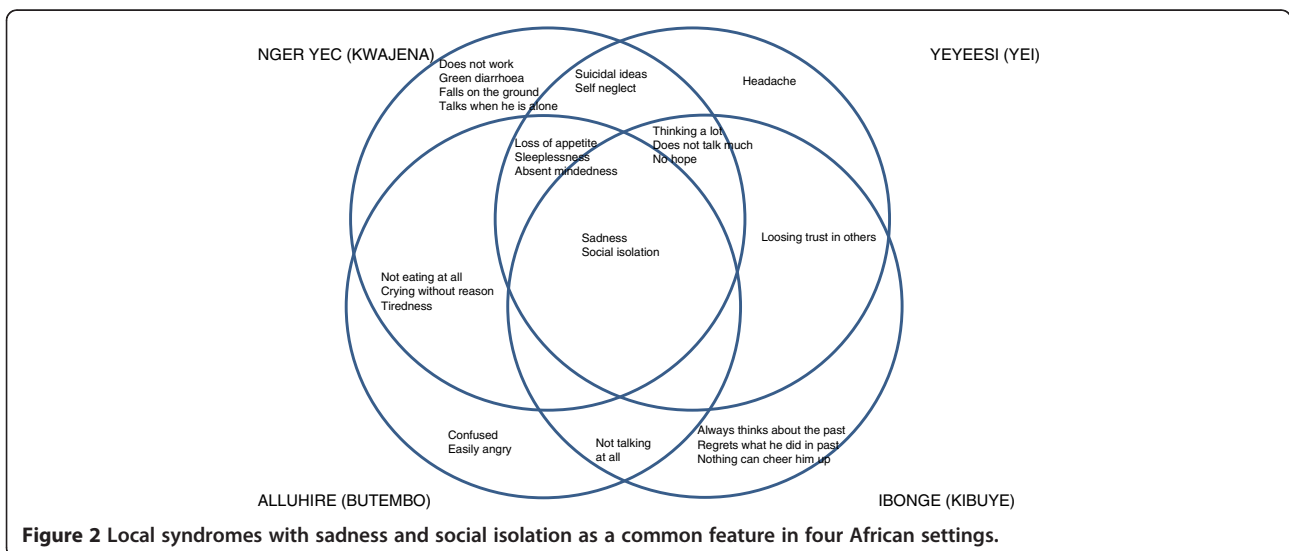 NGER YEC (KWAJENA)
YEYEESI (YEI)
Does not work
Green diarrhoea
Falls on the ground
Talks when he is alone
Suicidal ideas
Self neglect
Headache
Loss of appetite
Sleeplessness
Absent mindedness
Thinking a lot
Does not talk much
No hope
Sadness
Social isolation
Loosing trust in others
Not eating at all
Crying without reason
Tiredness
Confused
Easily angry
Not talking
at all
Always thinks about the past
Regrets what he did in past
Nothing can cheer him up
ALLUHIRE (BUTEMBO)
IBONGE (KIBUYE)
Figure 2 Local syndromes with sadness and social isolation as a common feature in four African settings.